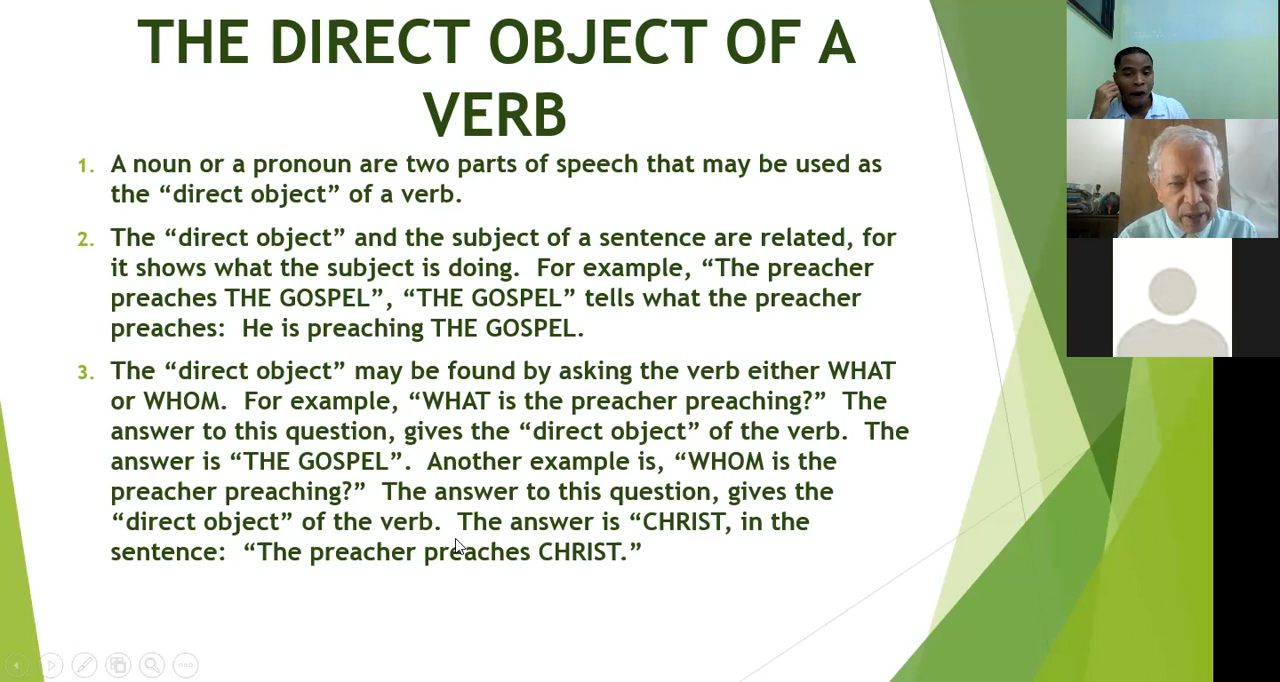 THE DIRECT OBJECT OF A
VERB
1. A noun or a pronoun are two parts of speech that may be used as
the “direct object” of a verb.
2. The “direct object” and the subject of a sentence are related, for
it shows what the subject is doing. For example, “The preacher
preaches THE GOSPEL”, “THE GOSPEL” tells what the preacher
preaches: He is preaching THE GOSPEL.
3. The “direct object” may be found by asking the verb either WHAT
or WHOM. For example, “WHAT is the preacher preaching?” The
answer to this question, gives the “direct object” of the verb. The
answer is “THE GOSPEL”. Another example is, “WHOM is the
preacher preaching?” The answer to this question, gives the
“direct object” of the verb. The answer is “CHRIST, in the
sentence: “The preacher preaches CHRIST.”